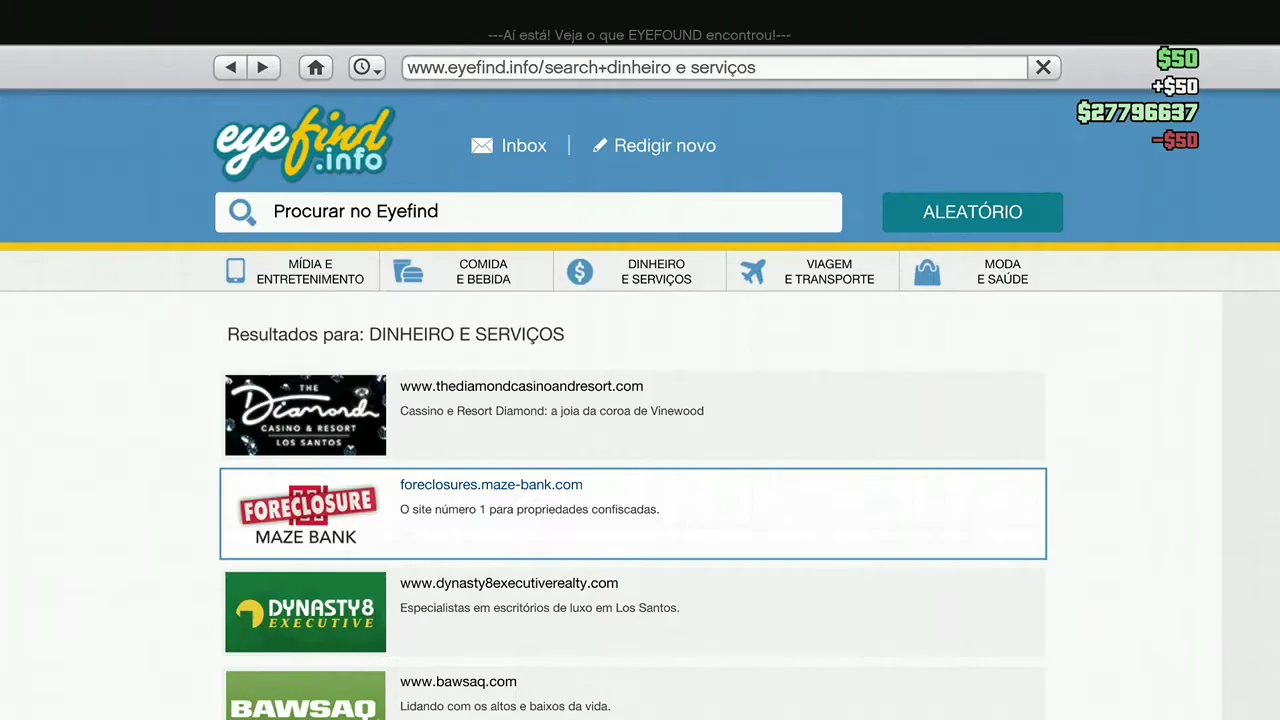 ---Aí está! Veja o que EYEFOUND encontrou!---
www.eyefind.info/search+dinheiro e serviços
$50
+$50
$27796637
-$50
eyefind
.info
Inbox
Redigir novo
Procurar no Eyefind
ALEATÓRIO
MÍDIA E
ENTRETENIMENTO
COMIDA
E BEBIDA
DINHEIRO
E SERVIÇOS
VIAGEM
E TRANSPORTE
MODA
E SAÚDE
Resultados para: DINHEIRO E SERVIÇOS
THE
Diamond
CASINO & RESORT
LOS SANTOS
www.thediamondcasinoandresort.com
Cassino e Resort Diamond: a joia da coroa de Vinewood
FORECLOSURE
MAZE BANK
foreclosures.maze-bank.com
O site número 1 para propriedades confiscadas.
DYNASTY8
EXECUTIVE
www.dynasty8executiverealty.com
Especialistas em escritórios de luxo em Los Santos.
BAWSAQ
www.bawsaq.com
Lidando com os altos e baixos da vida.